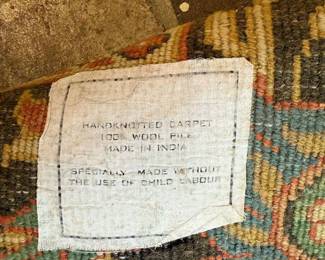 HANDKNOTTED CARPET
100% WOOL PILE
MADE IN INDIA
SPECIALLY MADE WITHOUT
THE USE OF CHILD LABOUR